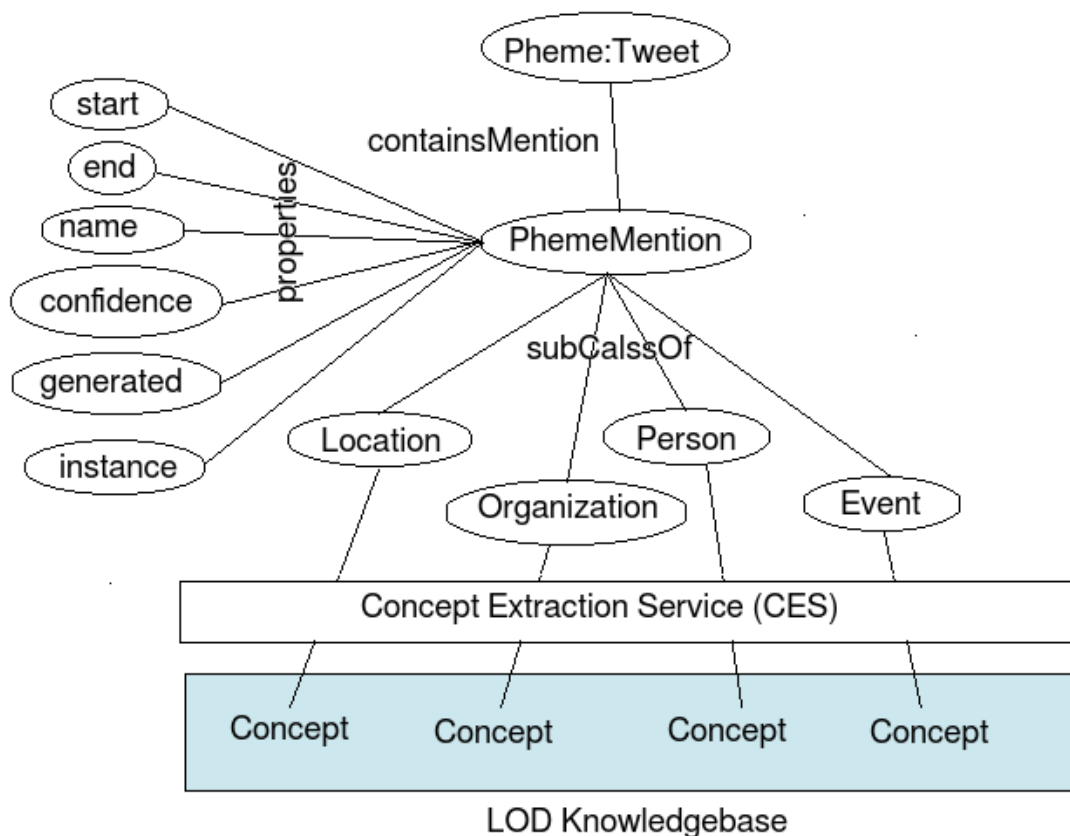 Pheme:Tweet
start
containsMention
end
properties
name
PhemeMention
confidence
subCalssOf
generated
Location
Person
instance
Organization
Event
Concept Extraction Service (CES)
Concept
Concept
Concept
Concept
LOD Knowledgebase